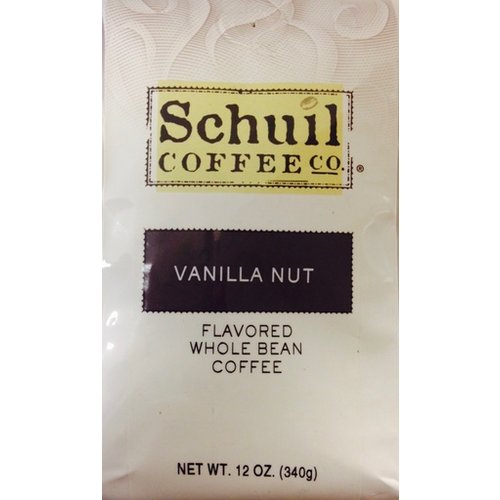 Schuil
COFFEE CO.®
VANILLA NUT
FLAVORED
WHOLE BEAN
COFFEE
NET WT. 12 OZ. (340g)